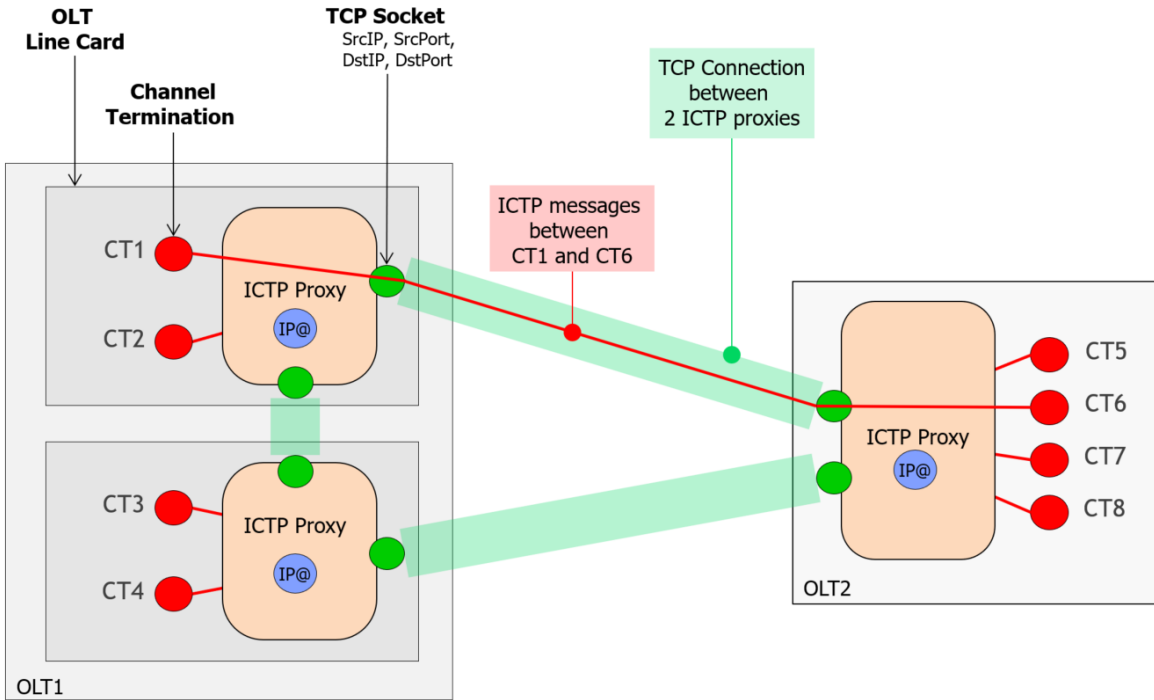 OLT
Line Card
TCP Socket
SrcIP, SrcPort,
DstIP, DstPort
Channel
Termination
TCP Connection
between
2 ICTP proxies
ICTP messages
between
CT1 and CT6
CT1
ICTP Proxy
IP@
CT2
CT5
CT6
ICTP Proxy
IP@
CT7
CT8
CT3
ICTP Proxy
IP@
CT4
OLT2
OLT1